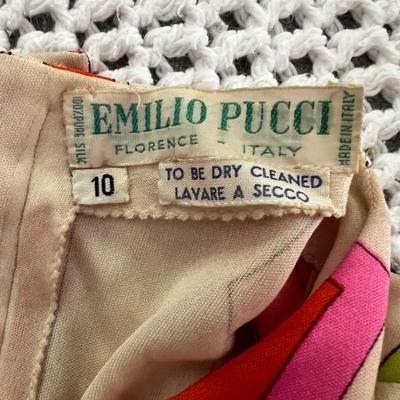 100% PURE SILK
EMILIO PUCCI
FLORENCE - ITALY
MADE IN ITALY
10
TO BE DRY CLEANED
LAVARE A SECCO